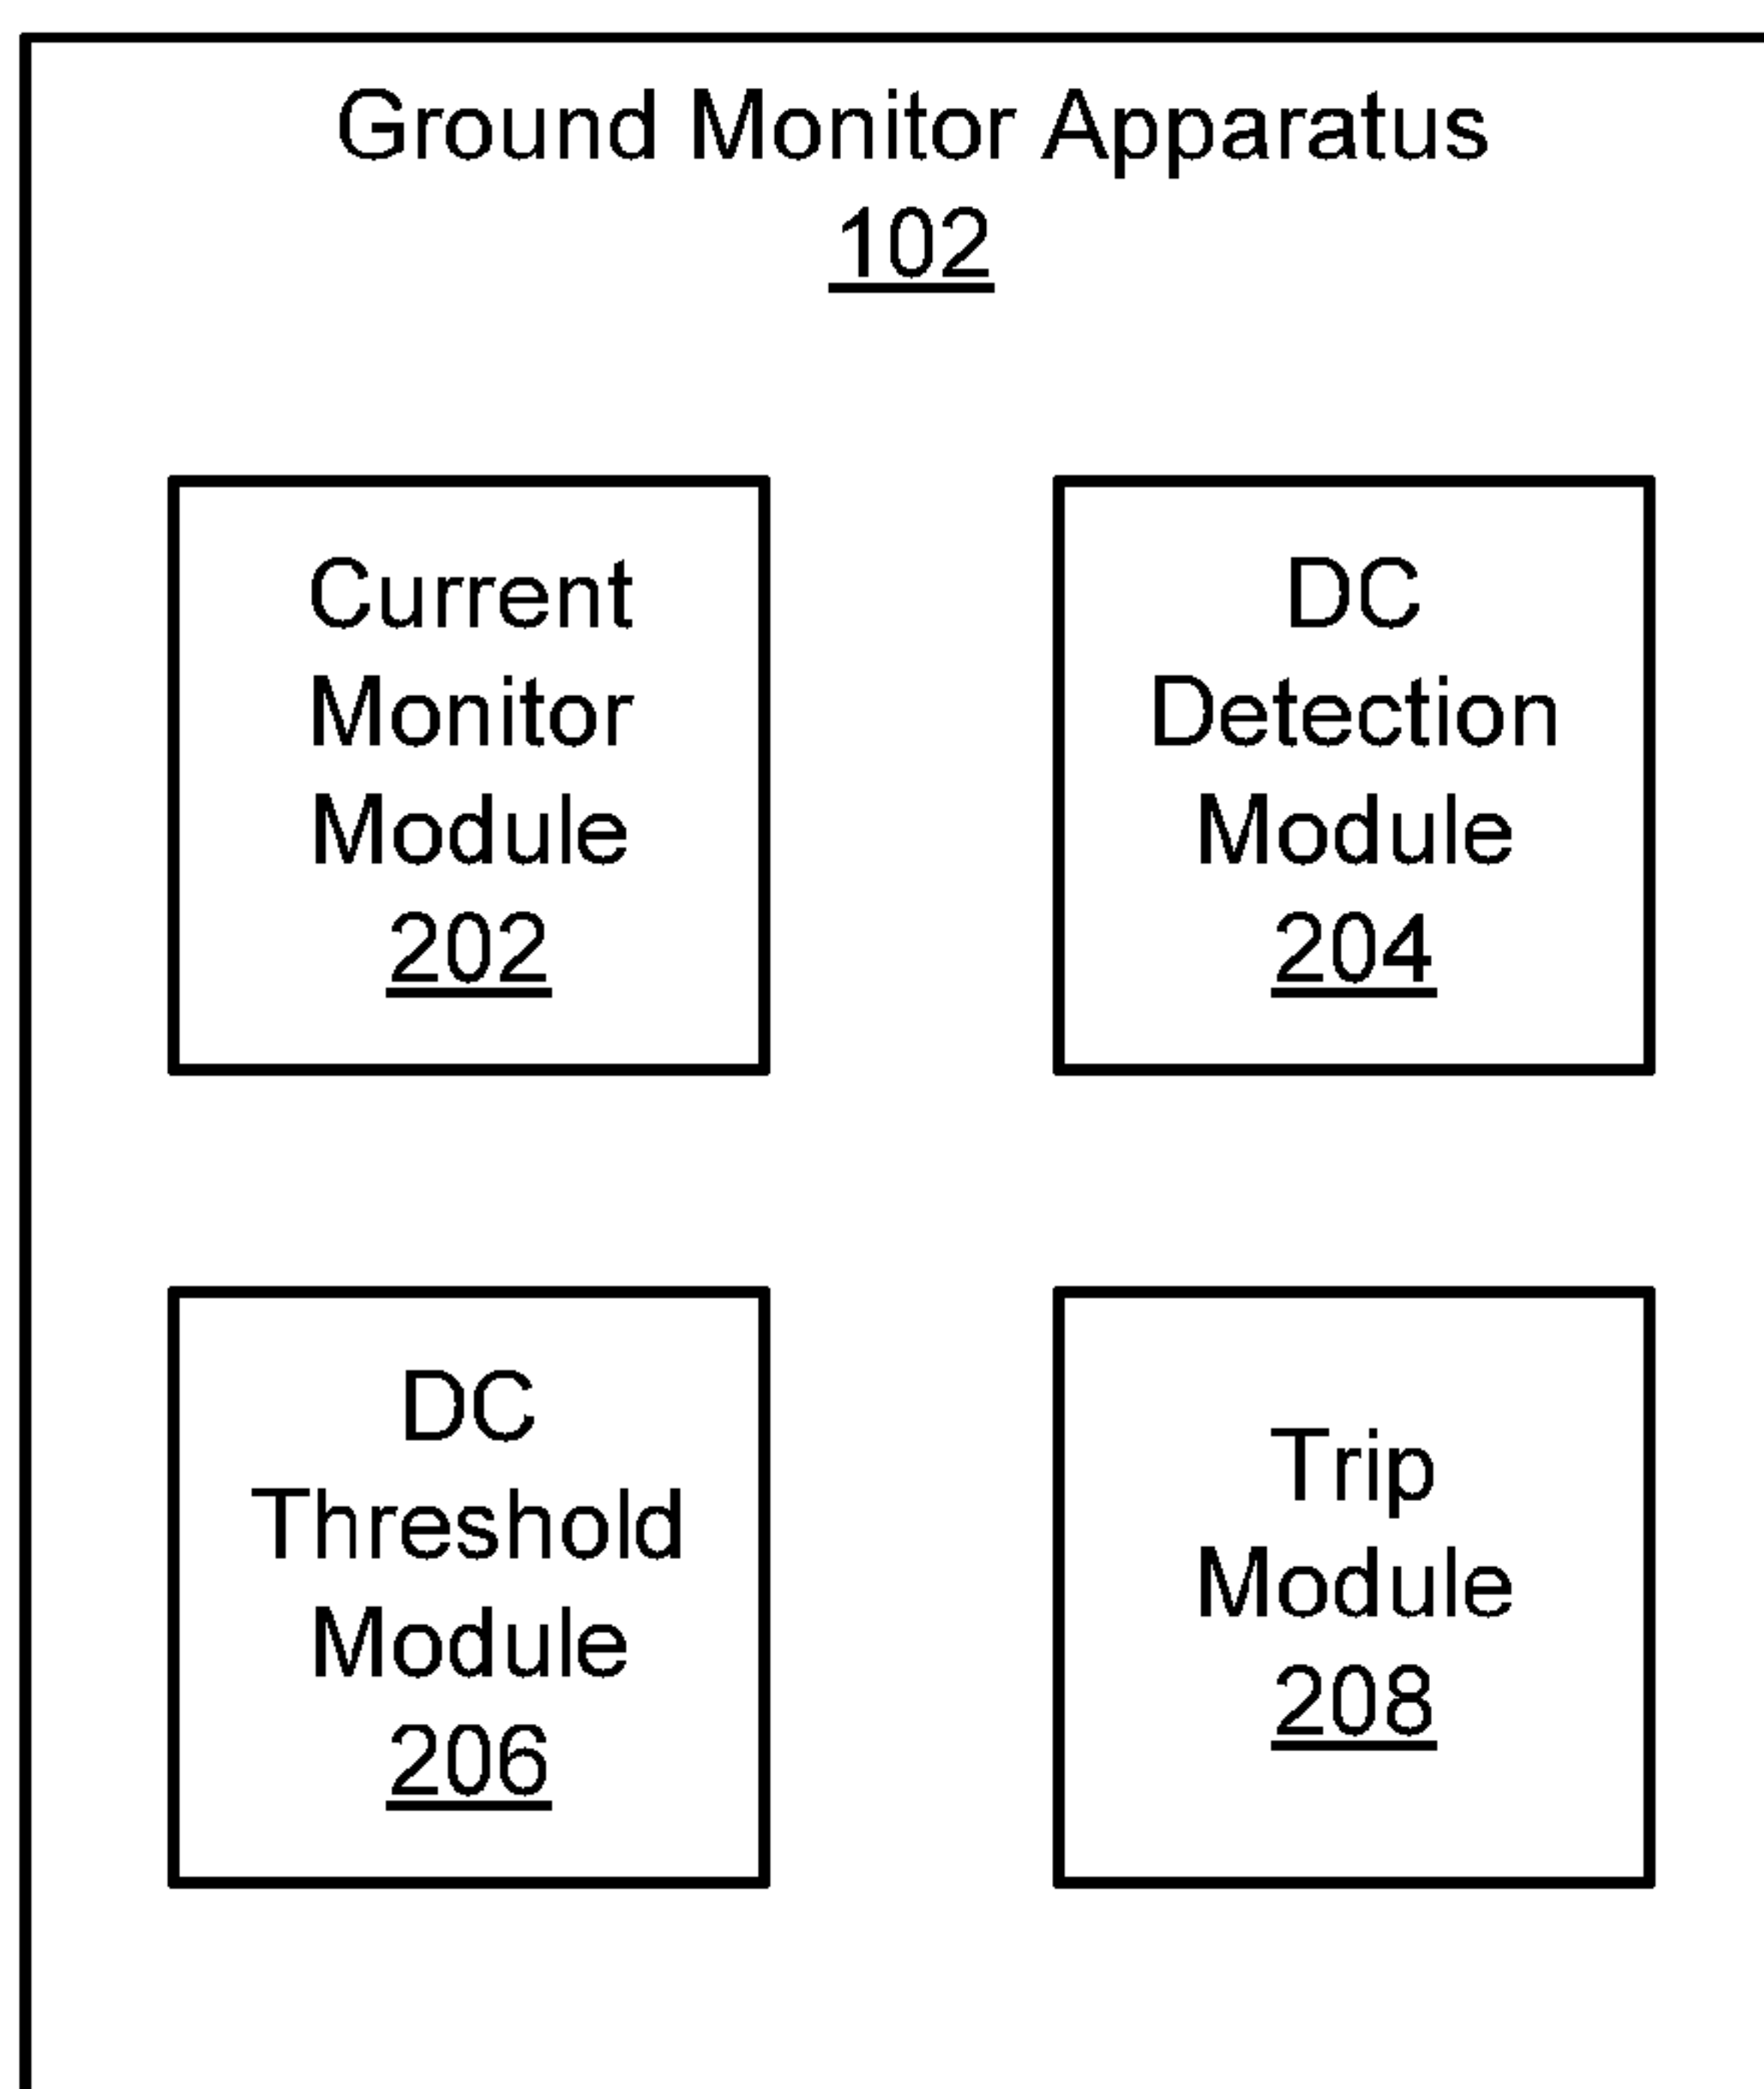 Ground Monitor Apparatus
102
Current
Monitor
Module
202
DC
Detection
Module
204
DC
Threshold
Module
206
Trip
Module
208